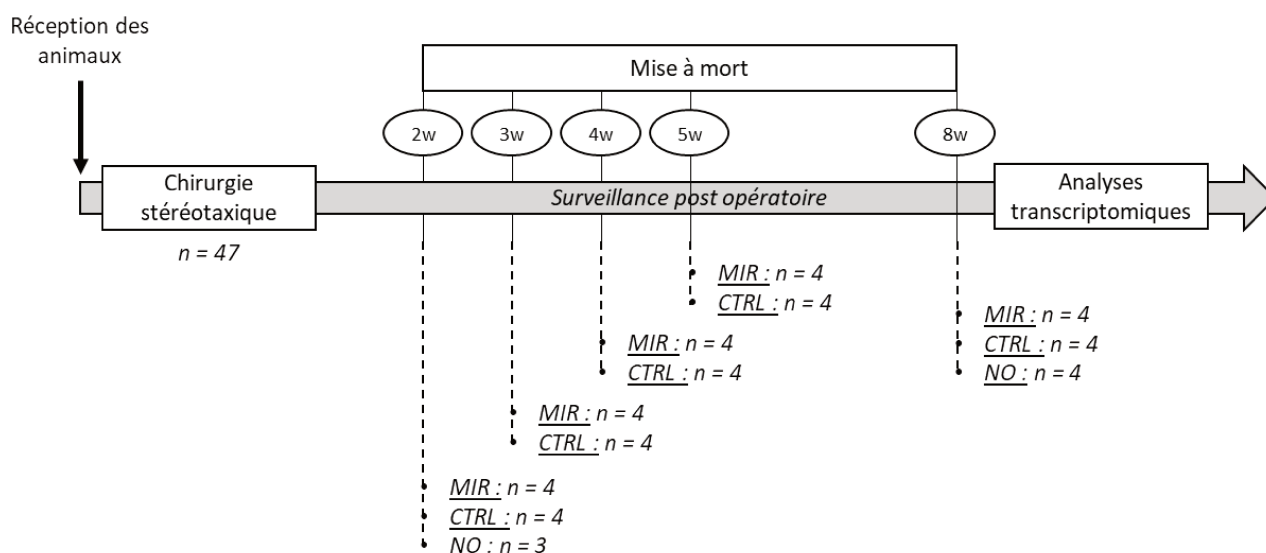 Réception des
animaux
Mise à mort
2w
3w
4w
5w
8w
Chirurgie
stéréotaxique
Surveillance post opératoire
Analyses
transcriptomiques
n = 47
MIR : n = 4
CTRL : n = 4
MIR : n = 4
CTRL : n = 4
NO : n = 4
MIR : n = 4
CTRL : n = 4
MIR : n = 4
CTRL : n = 4
MIR : n = 4
CTRL : n = 4
NO : n = 3